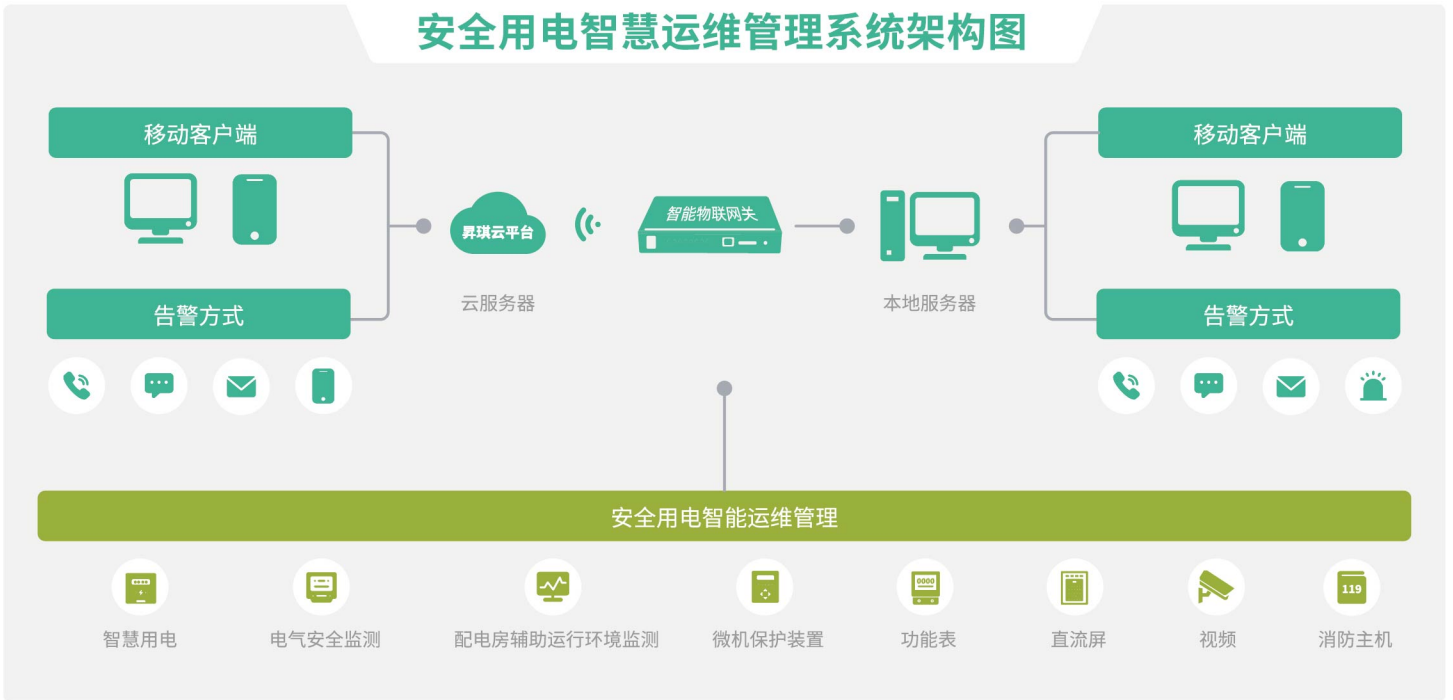 安全用电智慧运维管理系统架构图
移动客户端
移动客户端
智能物联网关
昇琪云平台
云服务器
本地服务器
告警方式
告警方式
安全用电智能运维管理
0000
119
智慧用电
电气安全监测
配电房辅助运行环境监测
微机保护装置
功能表
直流屏
视频
消防主机